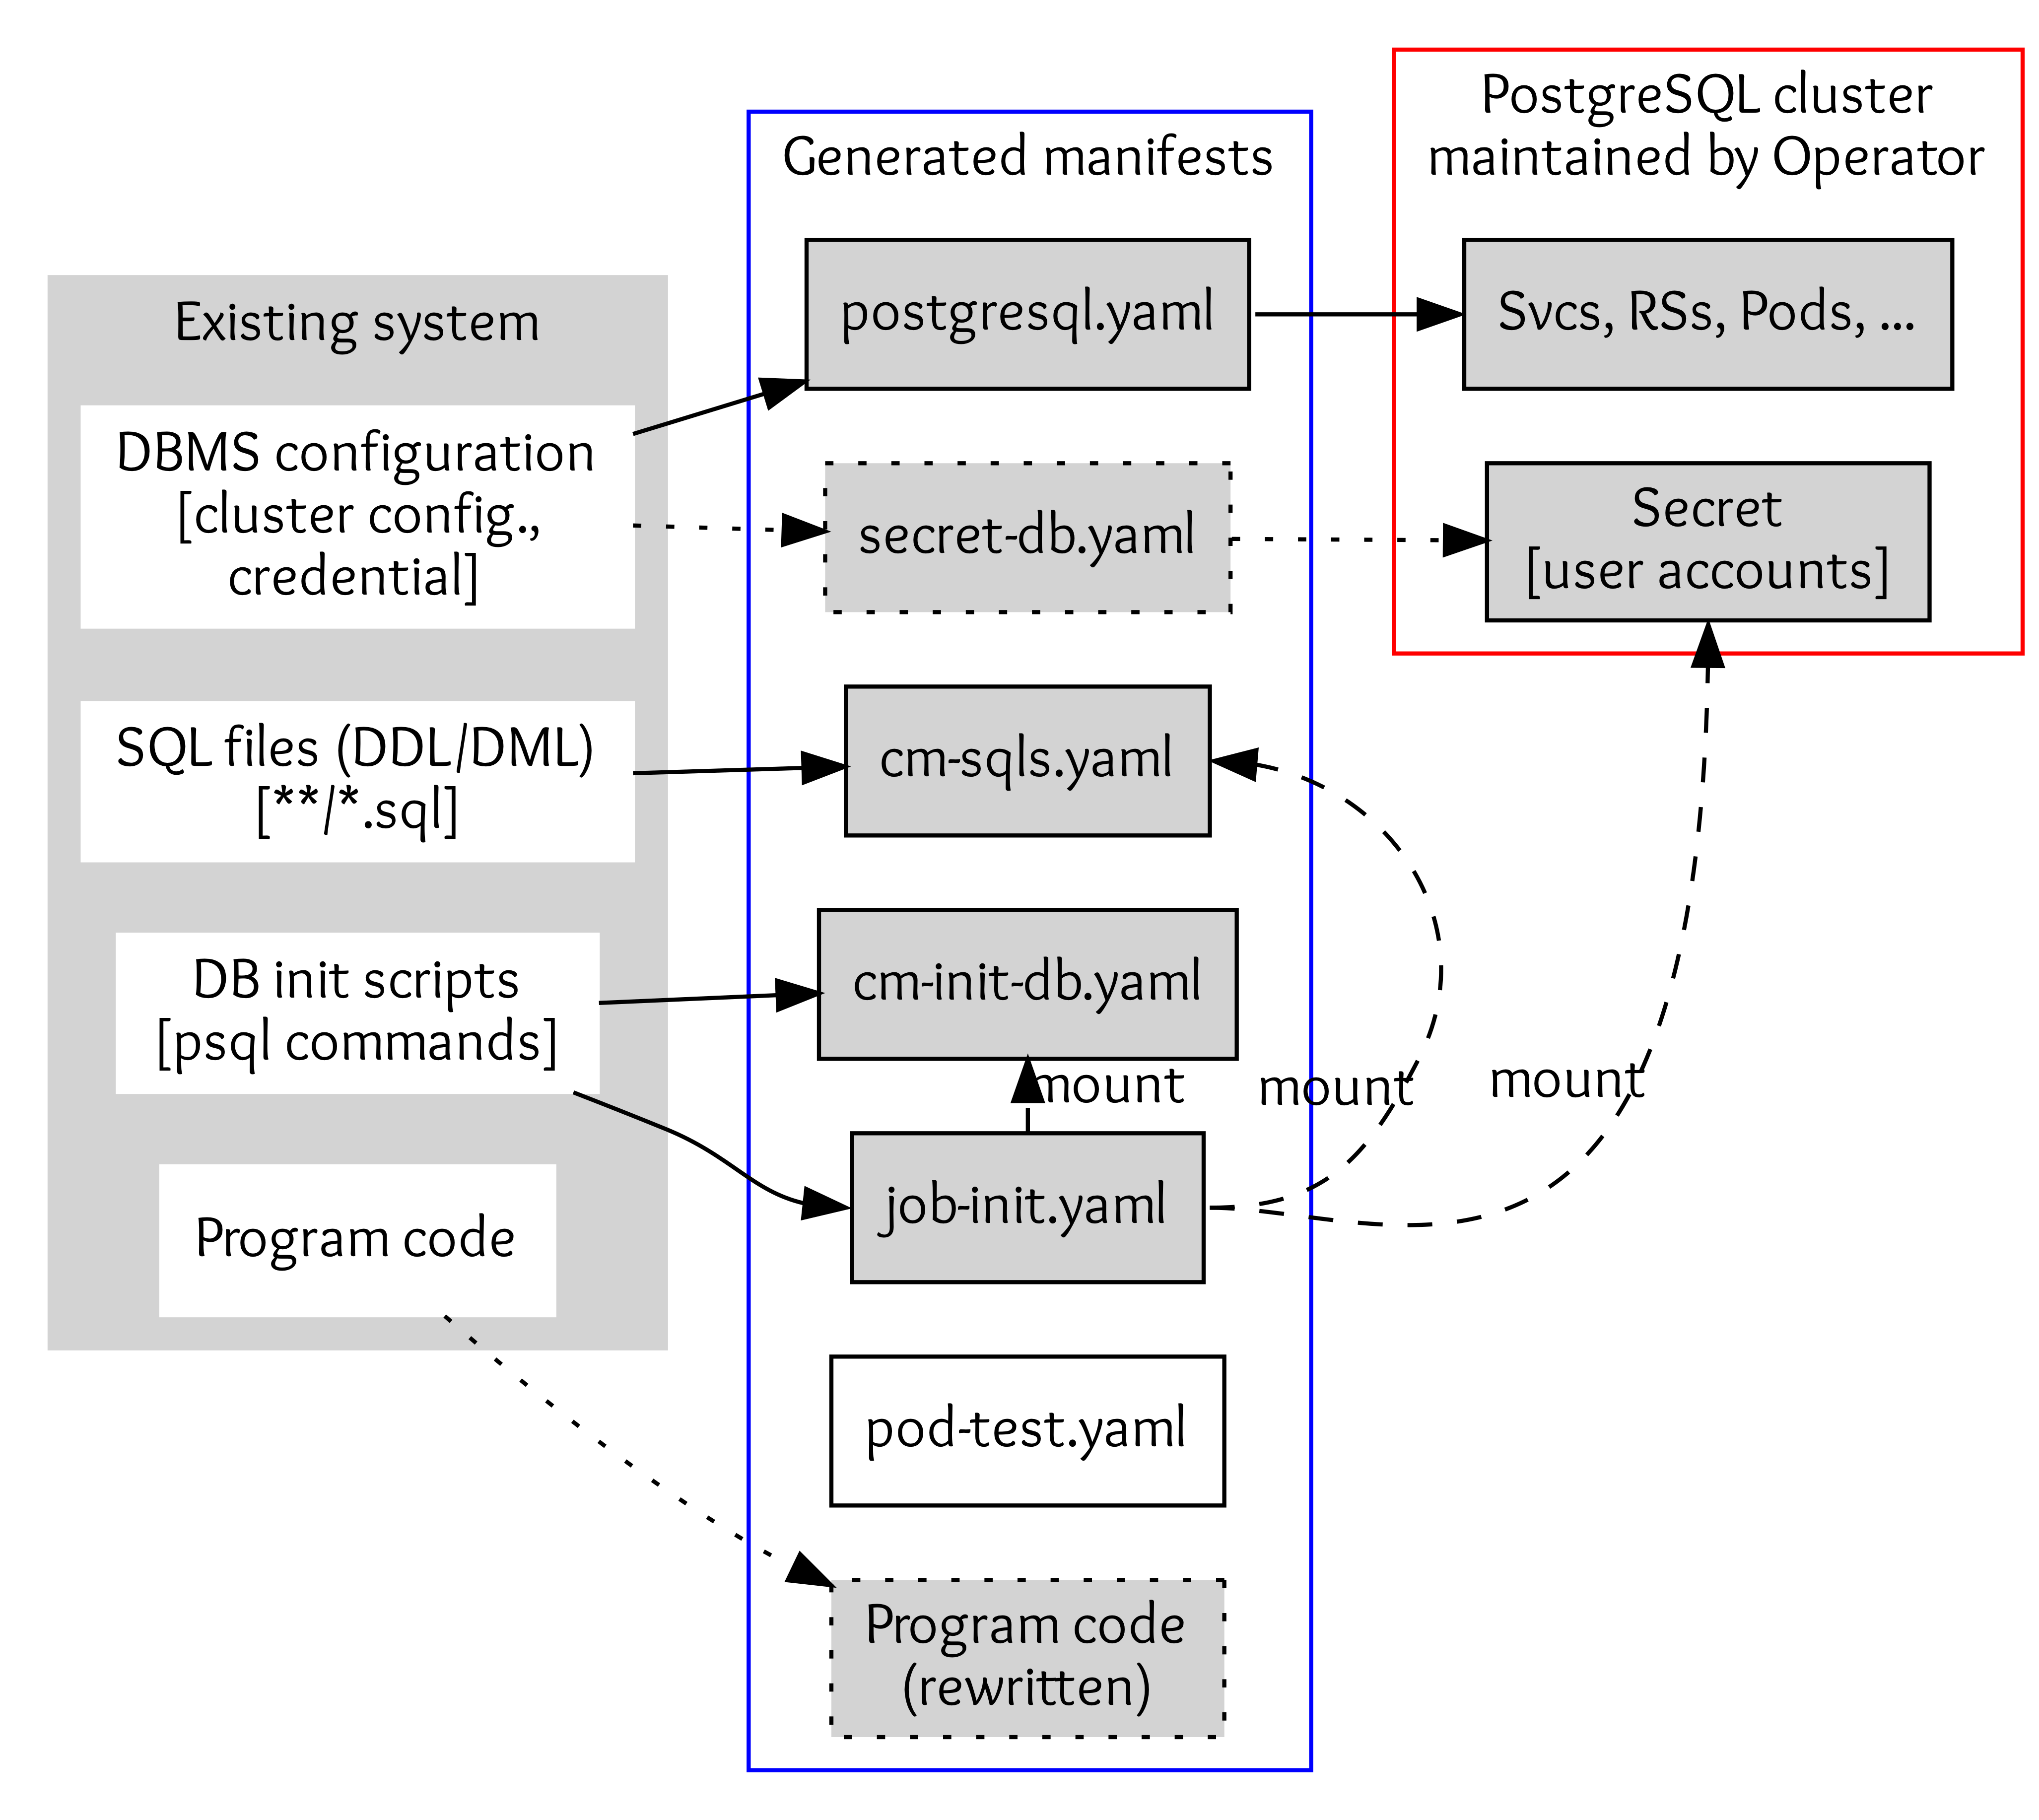 Existing system
DBMS configuration
[cluster config.,
credential]
SQL files (DDL/DML)
[**/*.sql]
DB init scripts
[psql commands]
Program code
Generated manifests
postgresql.yaml
secret-db.yaml
cm-sqls.yaml
cm-init-db.yaml
mount
job-init.yaml
pod-test.yaml
Program code
(rewritten)
mount
mount
PostgreSQL cluster
maintained by Operator
Svcs, RSs, Pods, ...
Secret
[user accounts]